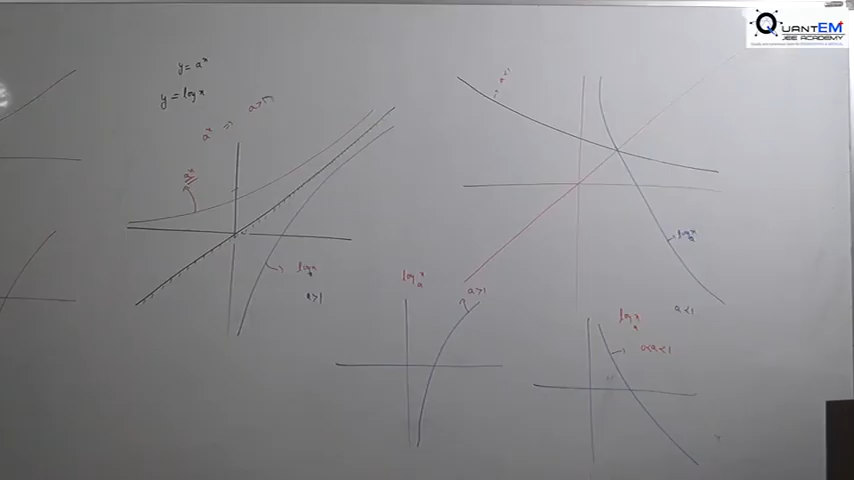 QUANTEM
JEE ACADEMY
y = a^x
y = log x
a^x ⇒ a>1
a^x
log_a x
a>1
log_a x
a>1
a^x
log_a x
a<1
log_a x
0<a<1